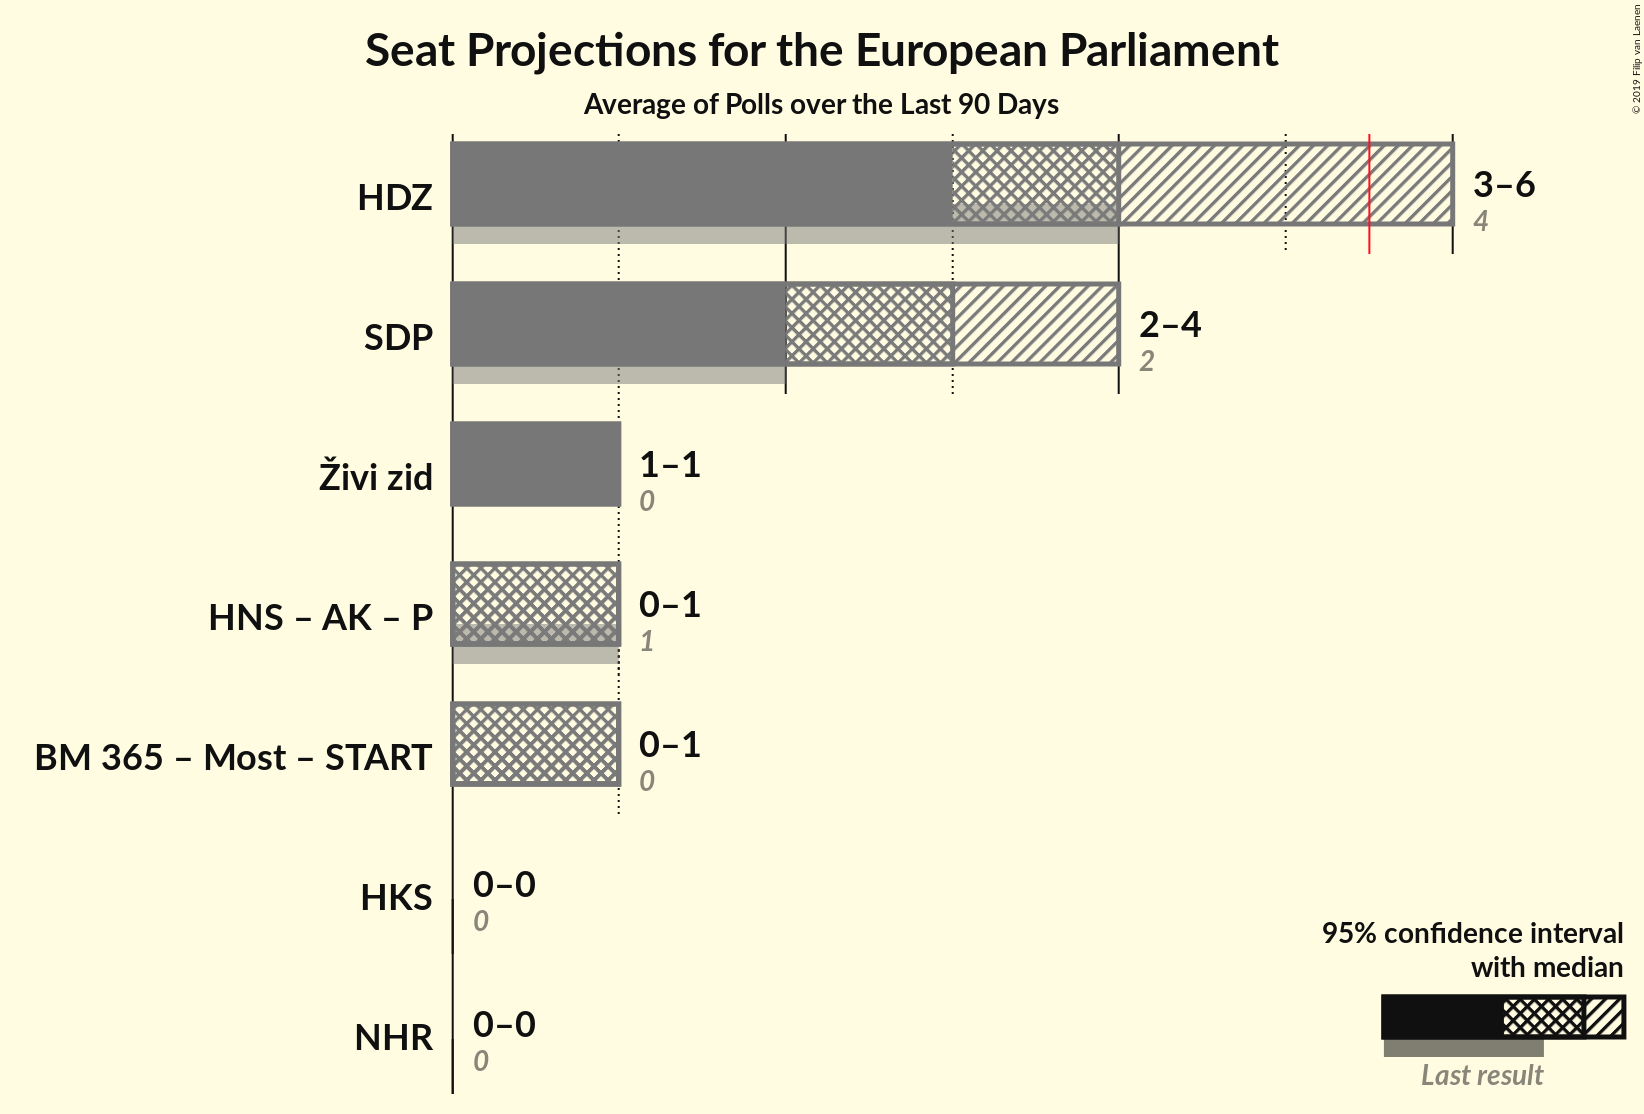 Seat Projections for the European Parliament
Average of Polls over the Last 90 Days
© 2019 Filip van Laenen
HDZ
3–6
4
SDP
2–4
2
Živi zid
1–1
0
HNS – AK – P
0–1
1
BM 365 – Most – START
0–1
0
HKS
0–0
0
NHR
0–0
0
95% confidence interval
with median
Last result